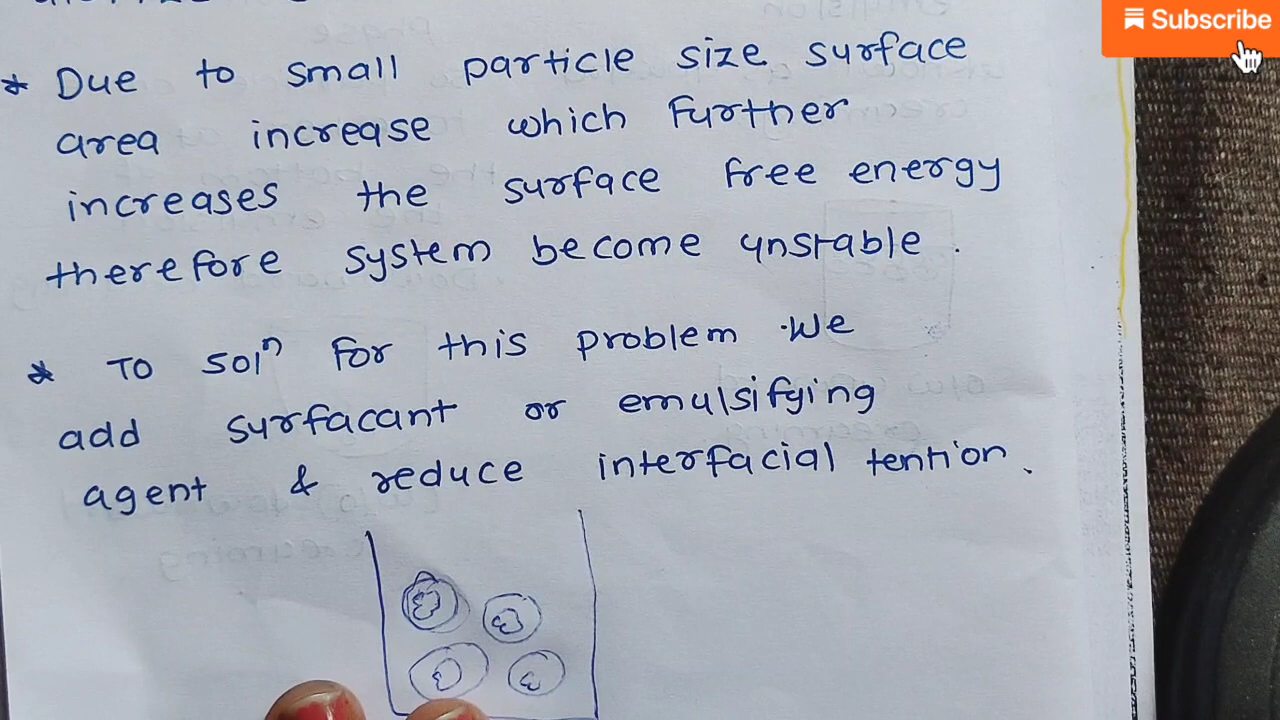 Subscribe
* Due to small particle size surface
area increase which further
increases the surface free energy
therefore system become unstable.
* To solⁿ for this problem we
add surfacant or emulsifying
agent & reduce interfacial tention.